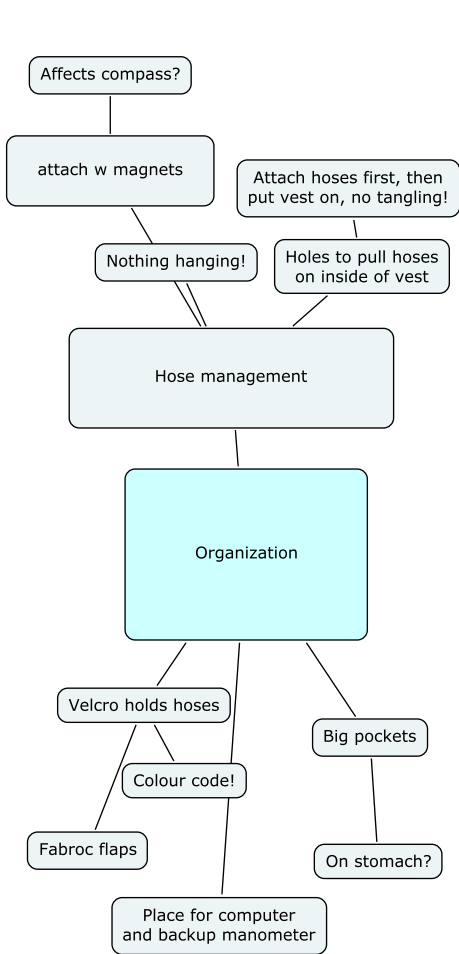 Affects compass?
attach w magnets
Attach hoses first, then
put vest on, no tangling!
Nothing hanging!
Holes to pull hoses
on inside of vest
Hose management
Organization
Velcro holds hoses
Big pockets
Colour code!
Fabroc flaps
On stomach?
Place for computer
and backup manometer